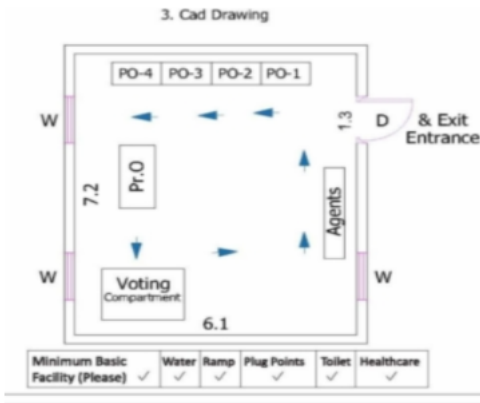 3. Cad Drawing
PO-4 PO-3 PO-2 PO-1
W
1.3
D
& Exit
Entrance
Pr.O
7.2
Agents
W
Voting
Compartment
W
6.1
Minimum Basic
Facility (Please) ✓
Water ✓
Ramp ✓
Plug Points ✓
Toilet ✓
Healthcare ✓